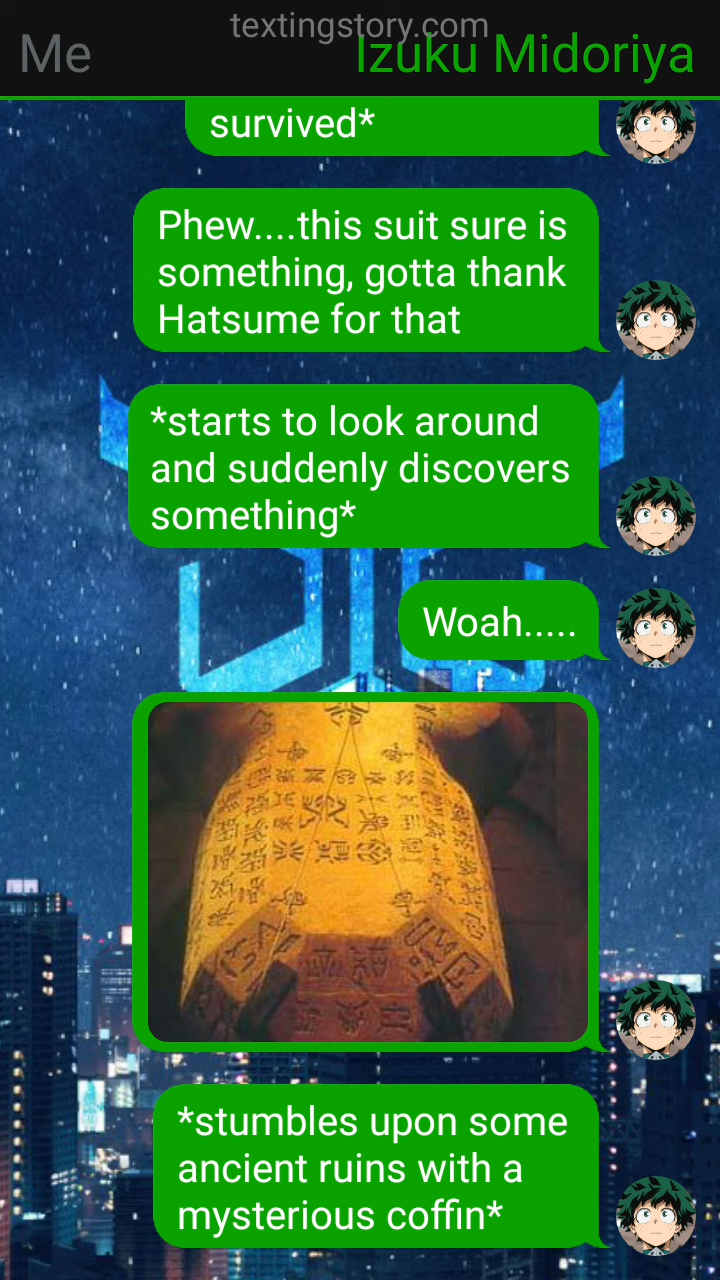 textingstory.com
Me
Izuku Midoriya
survived*
Phew....this suit sure is
something, gotta thank
Hatsume for that
*starts to look around
and suddenly discovers
something*
Woah.....
*stumbles upon some
ancient ruins with a
mysterious coffin*